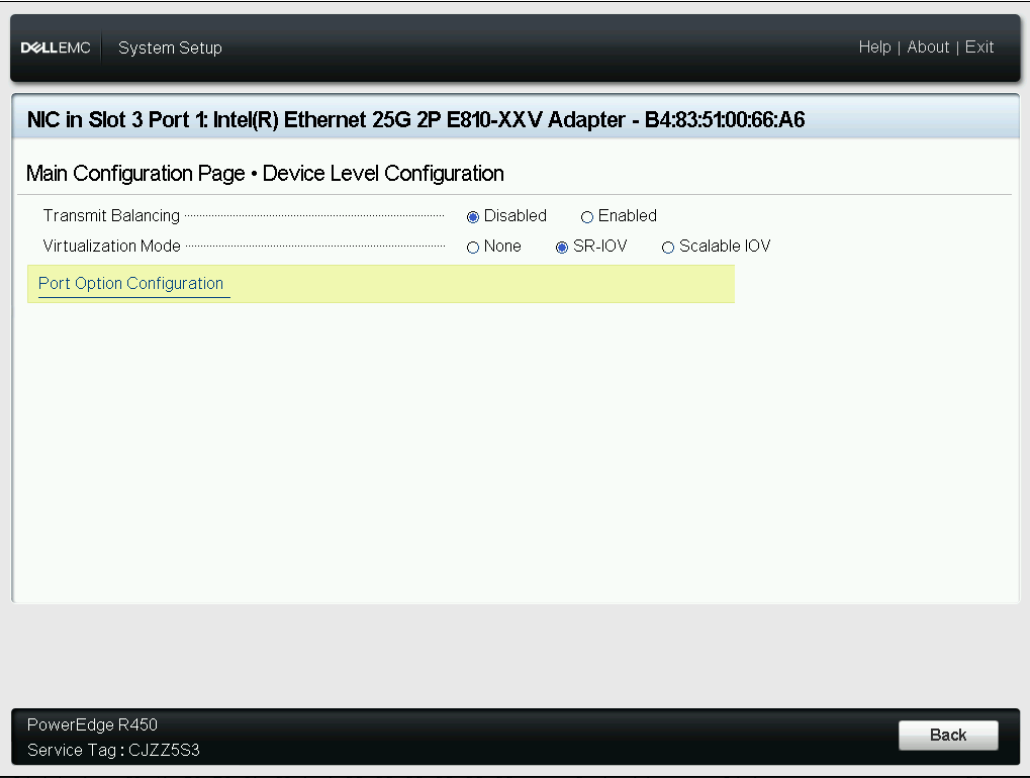 DELLEMC System Setup Help | About | Exit
NIC in Slot 3 Port 1: Intel(R) Ethernet 25G 2P E810-XXV Adapter - B4:83:51:00:66:A6
Main Configuration Page • Device Level Configuration
Transmit Balancing Disabled Enabled
Virtualization Mode None SR-IOV Scalable IOV
Port Option Configuration
PowerEdge R450
Service Tag : CJZZ5S3
Back